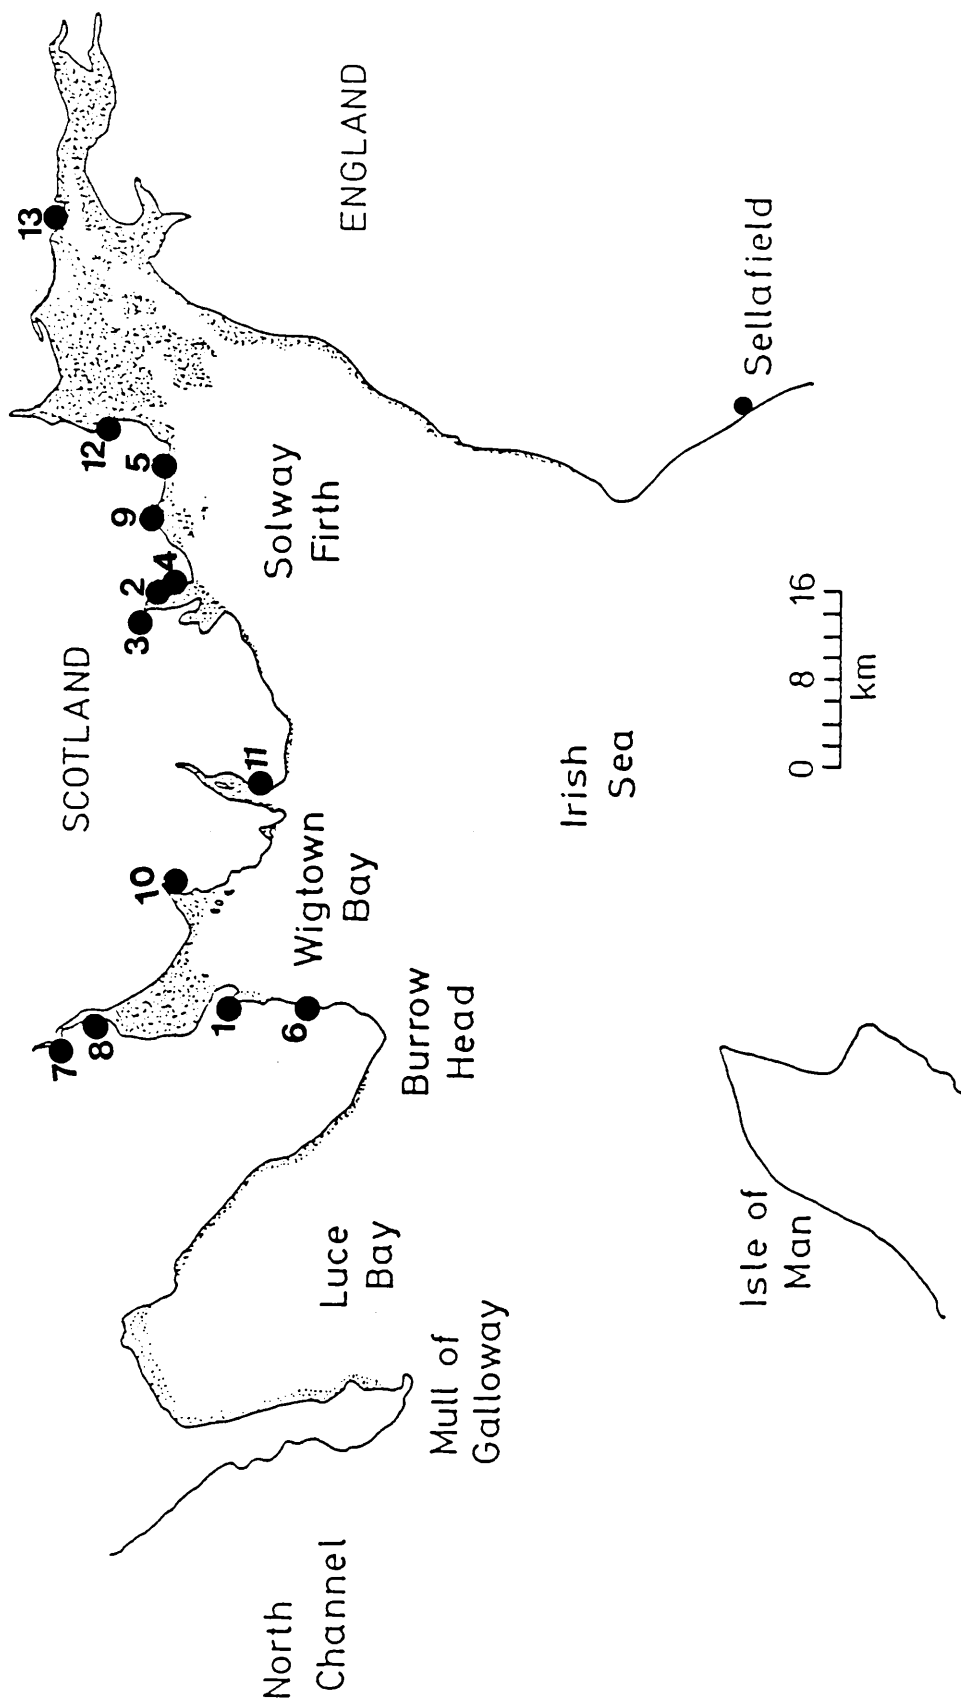 SCOTLAND
ENGLAND
13
12
5
9
4
2
3
11
10
8
7
1
6
Solway
Firth
Wigtown
Bay
Burrow
Head
Luce
Bay
Mull of
Galloway
North
Channel
Irish
Sea
Isle of
Man
Sellafield
0 8 16
km